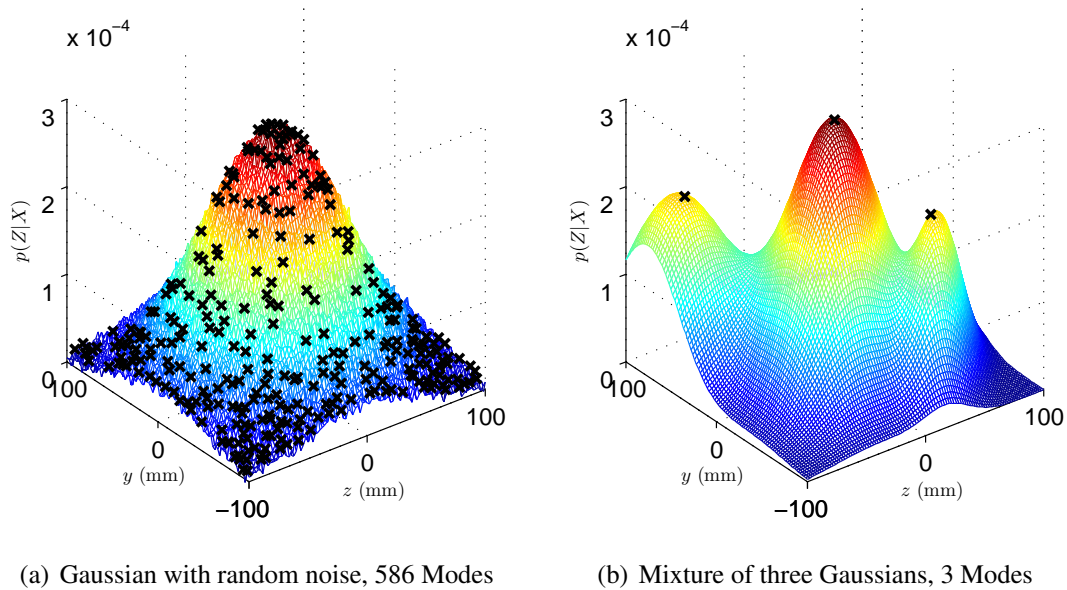 x 10⁻⁴
3
2
1
0
p(Z|X)
100
0
−100
y (mm)
0
100
z (mm)
x 10⁻⁴
3
2
1
0
p(Z|X)
100
0
−100
y (mm)
0
100
z (mm)
(a) Gaussian with random noise, 586 Modes
(b) Mixture of three Gaussians, 3 Modes